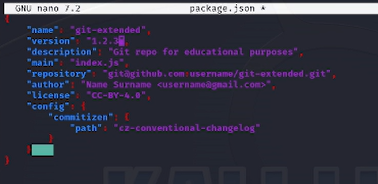 GNU nano 7.2 package.json *
{
"name": "git-extended",
"version": "1.2.3",
"description": "Git repo for educational purposes",
"main": "index.js",
"repository": "git@github.com:username/git-extended.git",
"author": "Name Surname <username@gmail.com>",
"license": "CC-BY-4.0",
"config": {
"commitizen": {
"path": "cz-conventional-changelog"
}
}
}